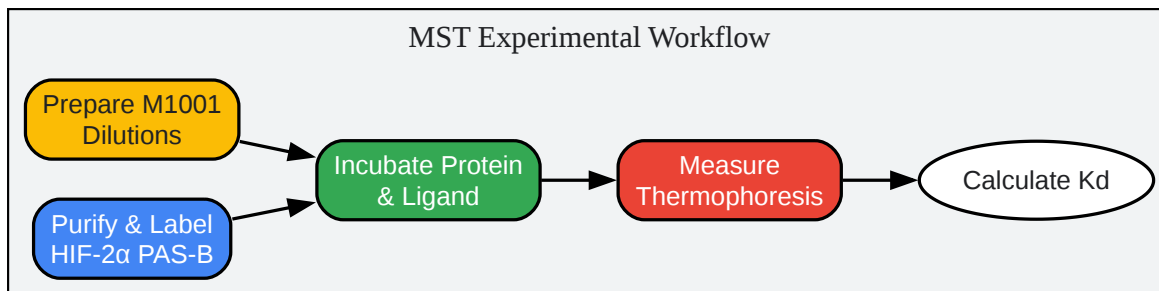 MST Experimental Workflow
Prepare M1001
Dilutions
Purify & Label
HIF-2α PAS-B
Incubate Protein
& Ligand
Measure
Thermophoresis
Calculate Kd